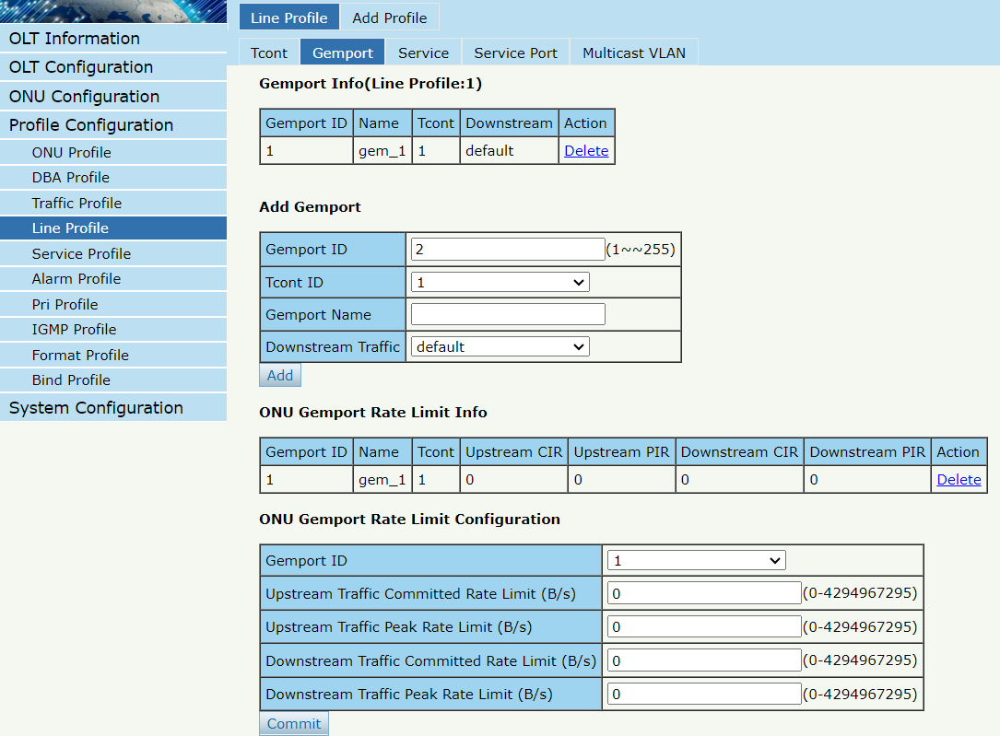 OLT Information
OLT Configuration
ONU Configuration
Profile Configuration
ONU Profile
DBA Profile
Traffic Profile
Line Profile
Service Profile
Alarm Profile
Pri Profile
IGMP Profile
Format Profile
Bind Profile
System Configuration
Line Profile Add Profile
Tcont Gemport Service Service Port Multicast VLAN
Gemport Info(Line Profile:1)
Gemport ID Name Tcont Downstream Action
1 gem_1 1 default Delete
Add Gemport
Gemport ID 2 (1~~255)
Tcont ID 1
Gemport Name
Downstream Traffic default
Add
ONU Gemport Rate Limit Info
Gemport ID Name Tcont Upstream CIR Upstream PIR Downstream CIR Downstream PIR Action
1 gem_1 1 0 0 0 0 Delete
ONU Gemport Rate Limit Configuration
Gemport ID 1
Upstream Traffic Committed Rate Limit (B/s) 0 (0-4294967295)
Upstream Traffic Peak Rate Limit (B/s) 0 (0-4294967295)
Downstream Traffic Committed Rate Limit (B/s) 0 (0-4294967295)
Downstream Traffic Peak Rate Limit (B/s) 0 (0-4294967295)
Commit